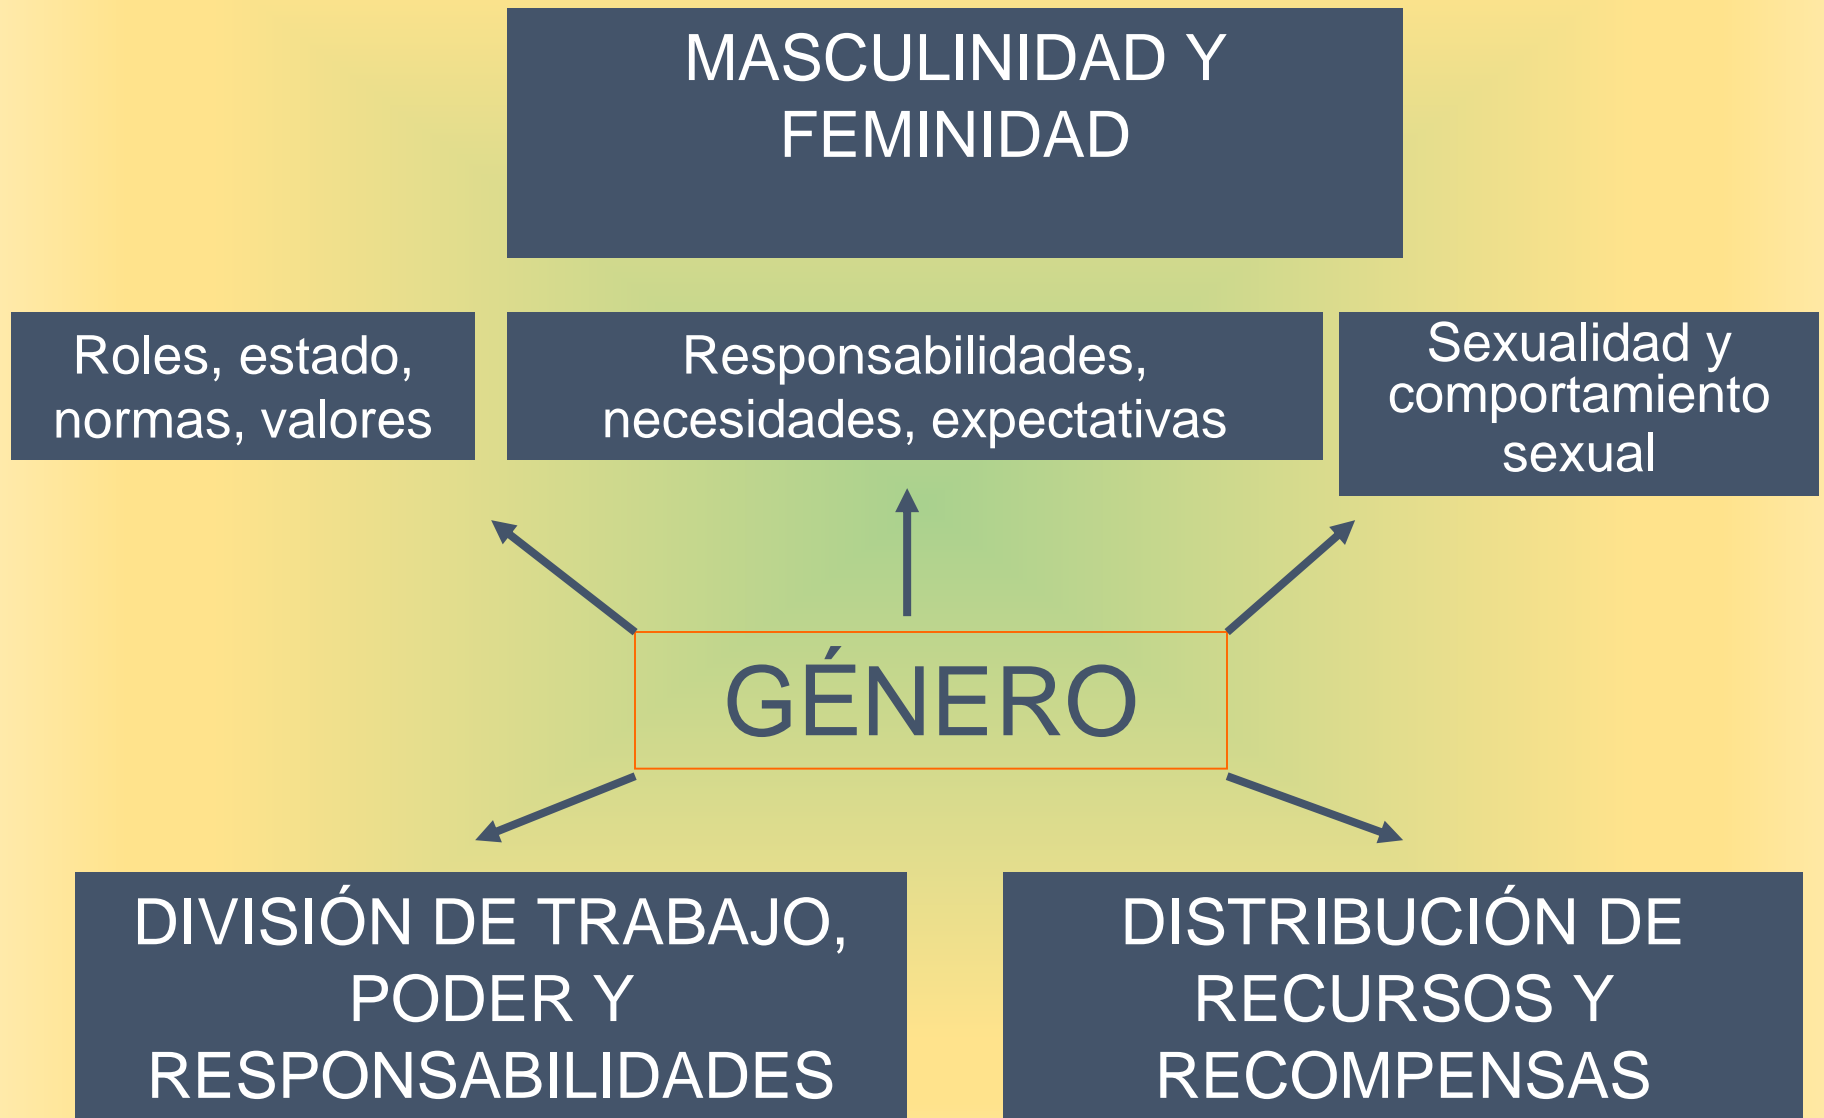 MASCULINIDAD Y
FEMINIDAD
Roles, estado,
normas, valores
Responsabilidades,
necesidades, expectativas
Sexualidad y
comportamiento
sexual
GÉNERO
DIVISIÓN DE TRABAJO,
PODER Y
RESPONSABILIDADES
DISTRIBUCIÓN DE
RECURSOS Y
RECOMPENSAS